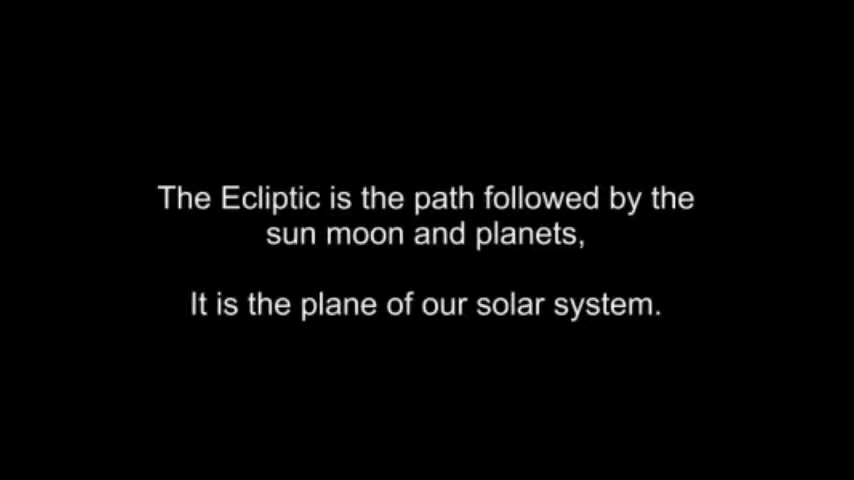 The Ecliptic is the path followed by the
sun moon and planets,
It is the plane of our solar system.